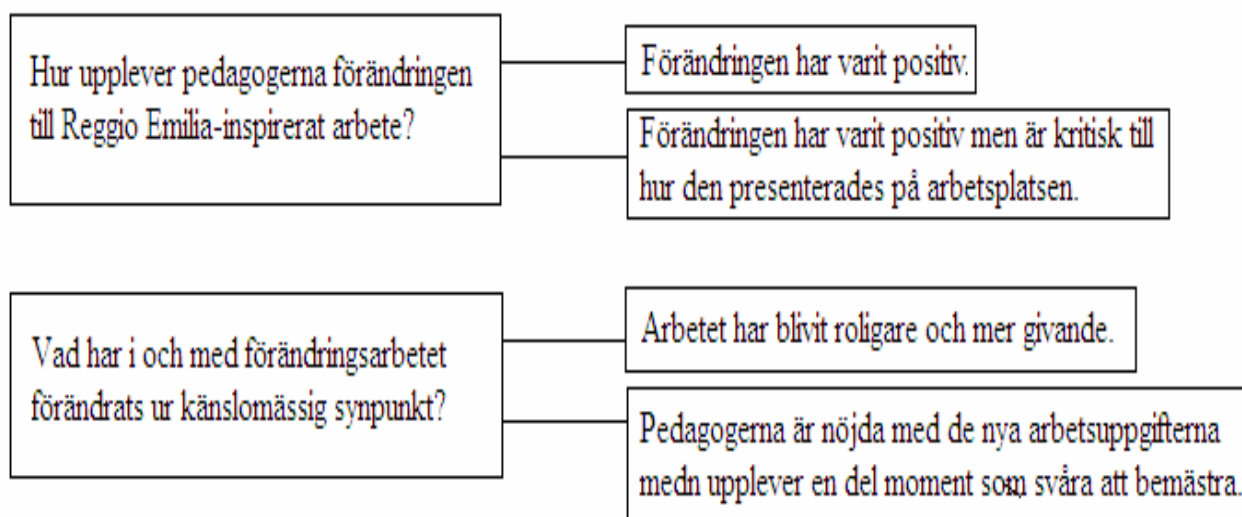 Hur upplever pedagogerna förändringen
till Reggio Emilia-inspirerat arbete?
Förändringen har varit positiv.
Förändringen har varit positiv men är kritisk till
hur den presenterades på arbetsplatsen.
Vad har i och med förändringsarbetet
förändrats ur känslomässig synpunkt?
Arbetet har blivit roligare och mer givande.
Pedagogerna är nöjda med de nya arbetsuppgifterna
medn upplever en del moment som svåra att bemästra.